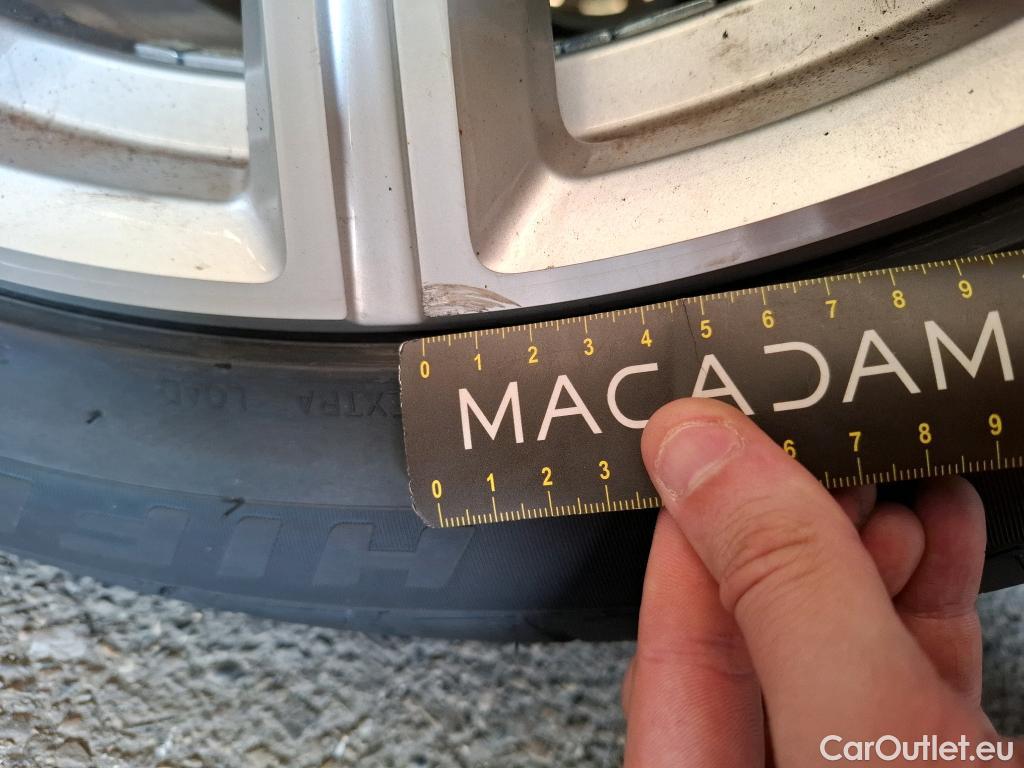 0 1 2 3 4 5 6 7 8 9
MACADAM
0 1 2 3 6 7 8 9
EXTRA LOAD
CarOutlet.eu